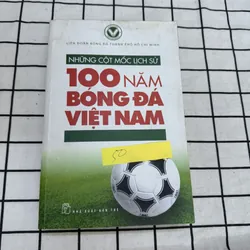 LIÊN ĐOÀN BÓNG ĐÁ THÀNH PHỐ HỒ CHÍ MINH
NHỮNG CỘT MỐC LỊCH SỬ
100 NĂM
BÓNG ĐÁ
VIỆT NAM
50
NHÀ XUẤT BẢN TRẺ